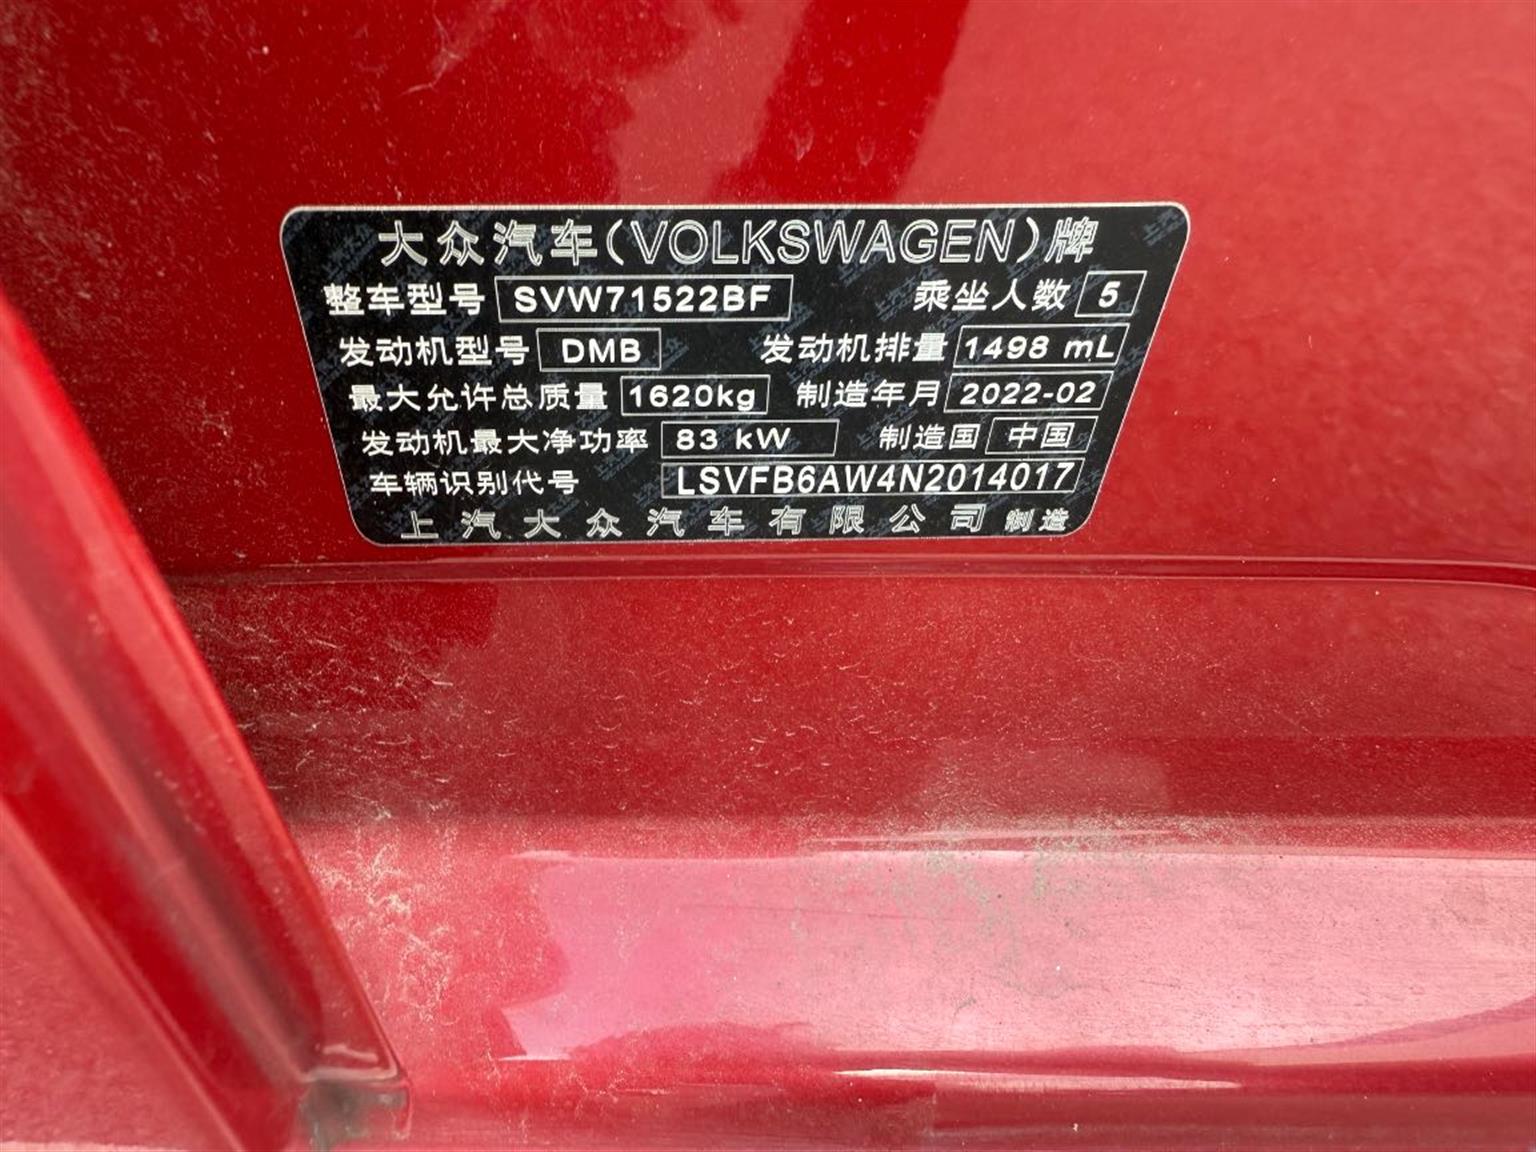 大众汽车(VOLKSWAGEN)牌
整车型号 SVW71522BF 乘坐人数 5
发动机型号 DMB 发动机排量 1498 mL
最大允许总质量 1620kg 制造年月 2022-02
发动机最大净功率 83 kW 制造国 中国
车辆识别代号 LSVFB6AW4N2014017
上汽大众汽车有限公司 制造